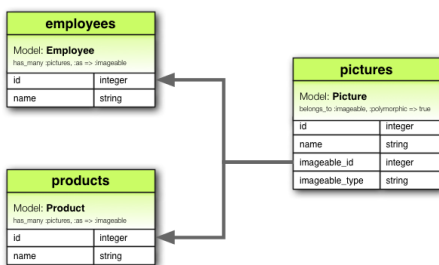 employees
Model: Employee
has_many :pictures, :as => :imageable
id integer
name string
pictures
Model: Picture
belongs_to :imageable, :polymorphic => true
id integer
name string
imageable_id integer
imageable_type string
products
Model: Product
has_many :pictures, :as => :imageable
id integer
name string